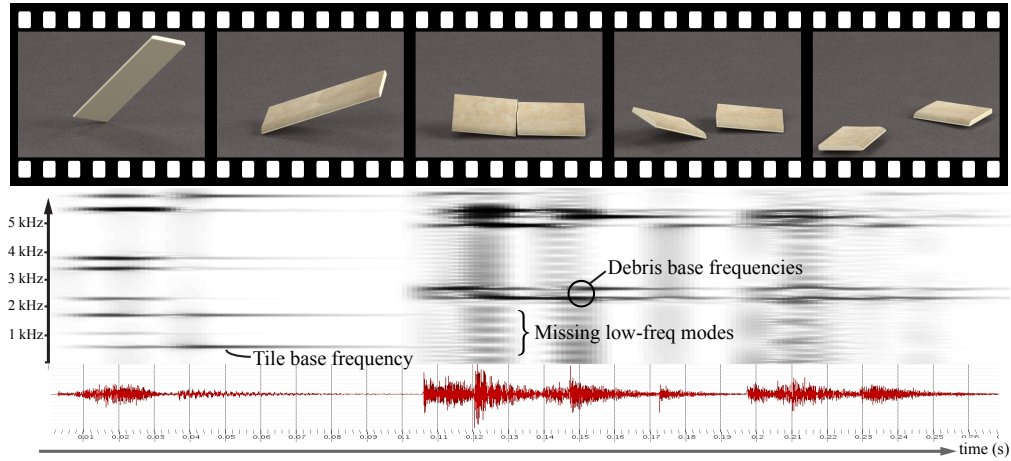 5 kHz
4 kHz
3 kHz
2 kHz
1 kHz
Debris base frequencies
Missing low-freq modes
Tile base frequency
0.01 0.02 0.03 0.04 0.05 0.06 0.07 0.08 0.09 0.1 0.11 0.12 0.13 0.14 0.15 0.16 0.17 0.18 0.19 0.2 0.21 0.22 0.23 0.24 0.25 0.26
time (s)